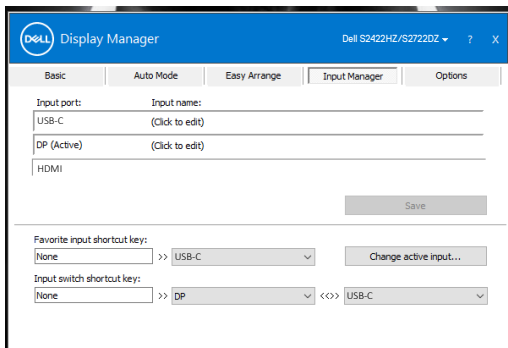 DELL Display Manager Dell S2422HZ/S2722DZ ? X
Basic Auto Mode Easy Arrange Input Manager Options
Input port: Input name:
USB-C (Click to edit)
DP (Active) (Click to edit)
HDMI
Save
Favorite input shortcut key:
None >> USB-C Change active input...
Input switch shortcut key:
None >> DP <<>> USB-C